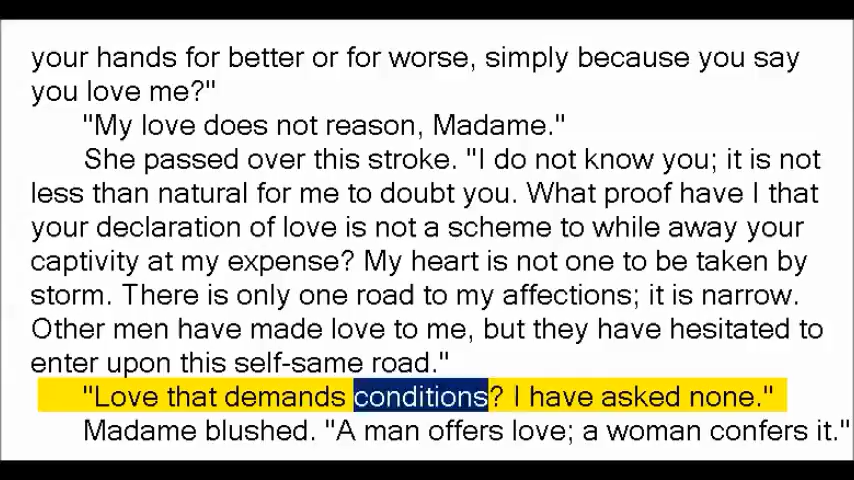 your hands for better or for worse, simply because you say
you love me?"
"My love does not reason, Madame."
She passed over this stroke. "I do not know you; it is not
less than natural for me to doubt you. What proof have I that
your declaration of love is not a scheme to while away your
captivity at my expense? My heart is not one to be taken by
storm. There is only one road to my affections; it is narrow.
Other men have made love to me, but they have hesitated to
enter upon this self-same road."
"Love that demands conditions? I have asked none."
Madame blushed. "A man offers love; a woman confers it."